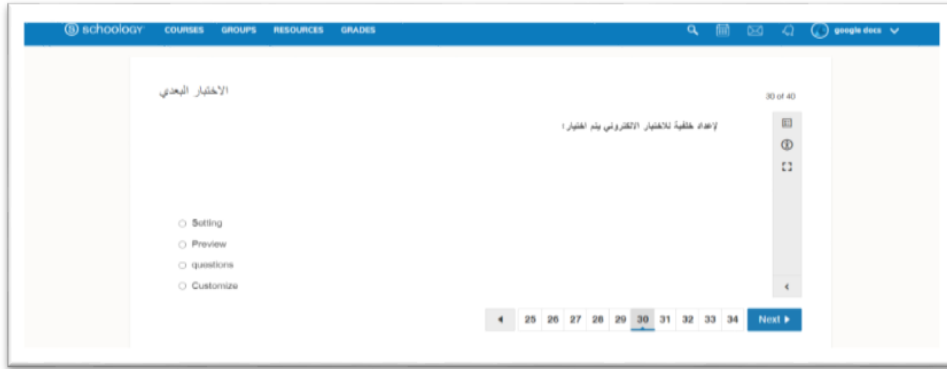 schoology COURSES GROUPS RESOURCES GRADES google docs
الاختبار البعدي
30 of 40
لإعداد خلفية للاختبار الالكتروني يتم اختيار :
Setting
Preview
questions
Customize
25 26 27 28 29 30 31 32 33 34 Next